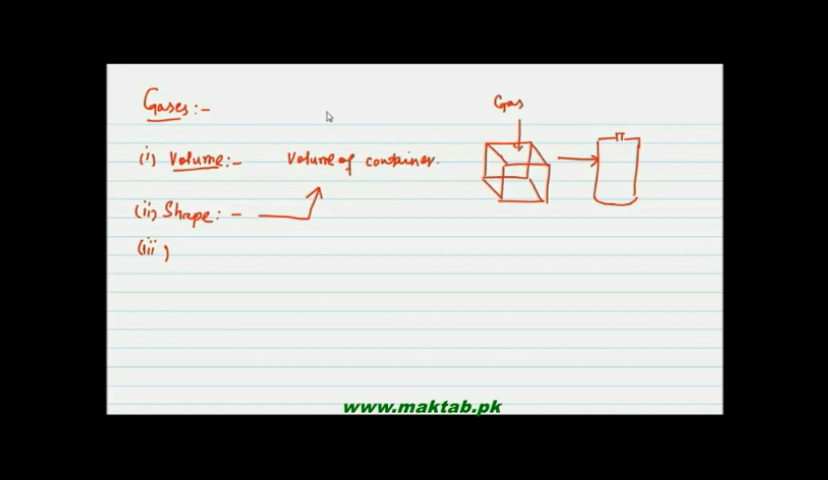 Gases:-
Gas
(i) Volume:- Volume of container.
(ii) Shape: -
(iii)
www.maktab.pk